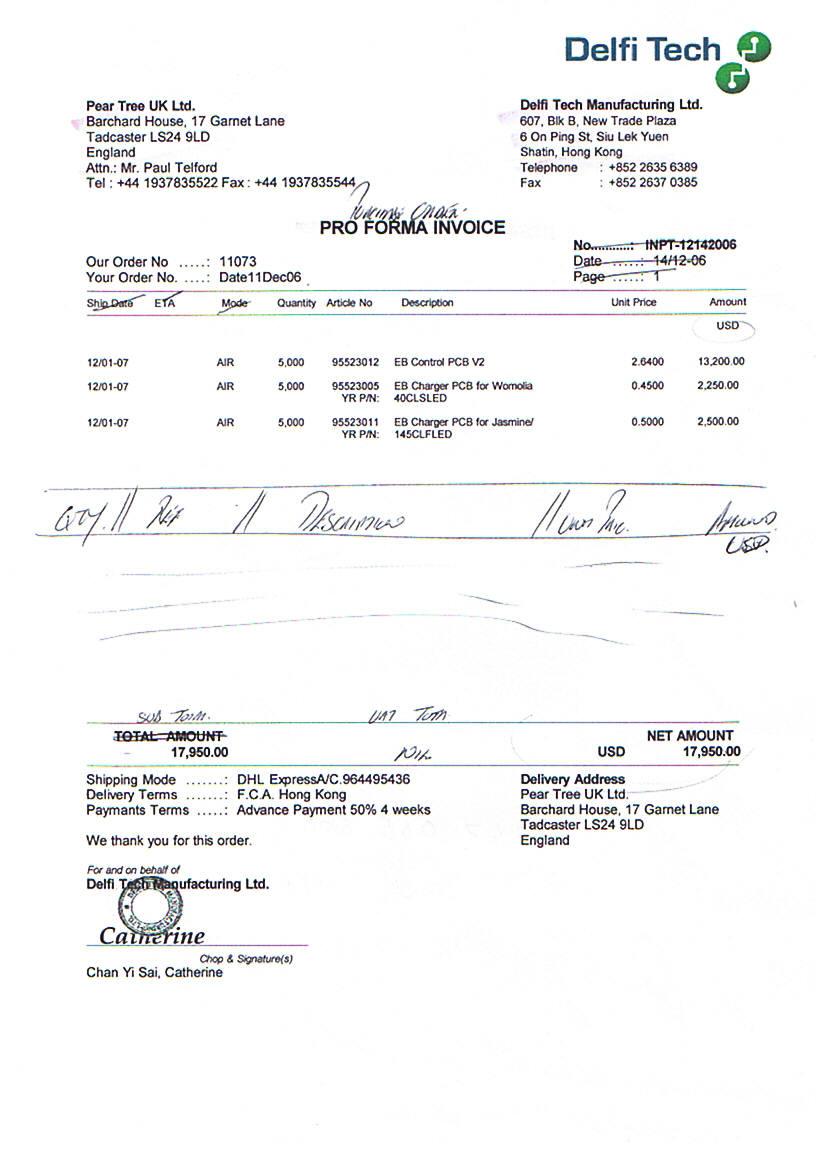 Delfi Tech
Pear Tree UK Ltd.
Barchard House, 17 Garnet Lane
Tadcaster LS24 9LD
England
Attn.: Mr. Paul Telford
Tel : +44 1937835522 Fax : +44 1937835544
Delfi Tech Manufacturing Ltd.
607, Blk B, New Trade Plaza
6 On Ping St, Siu Lek Yuen
Shatin, Hong Kong
Telephone : +852 2635 6389
Fax : +852 2637 0385
Purchase Order
PRO FORMA INVOICE
No............: INPT-12142006
Date ......: 14/12-06
Page ......: 1
Our Order No .....: 11073
Your Order No. ....: Date11Dec06
Ship Date ETA Mode Quantity Article No Description Unit Price Amount
USD
12/01-07 AIR 5,000 95523012 EB Control PCB V2 2.6400 13,200.00
12/01-07 AIR 5,000 95523005 EB Charger PCB for Womolia 0.4500 2,250.00
YR P/N: 40CLSLED
12/01-07 AIR 5,000 95523011 EB Charger PCB for Jasmine/ 0.5000 2,500.00
YR P/N: 145CLFLED
QTY. // Ref // Description // Unit Pric. Amount
USD.
SUB Total. VAT Total
TOTAL AMOUNT NET AMOUNT
17,950.00 Nil. USD 17,950.00
Shipping Mode .......: DHL ExpressA/C.964495436
Delivery Terms .......: F.C.A. Hong Kong
Paymants Terms .....: Advance Payment 50% 4 weeks
Delivery Address
Pear Tree UK Ltd.
Barchard House, 17 Garnet Lane
Tadcaster LS24 9LD
England
We thank you for this order.
For and on behalf of
Delfi Tech Manufacturing Ltd.
Catherine
Chop & Signature(s)
Chan Yi Sai, Catherine